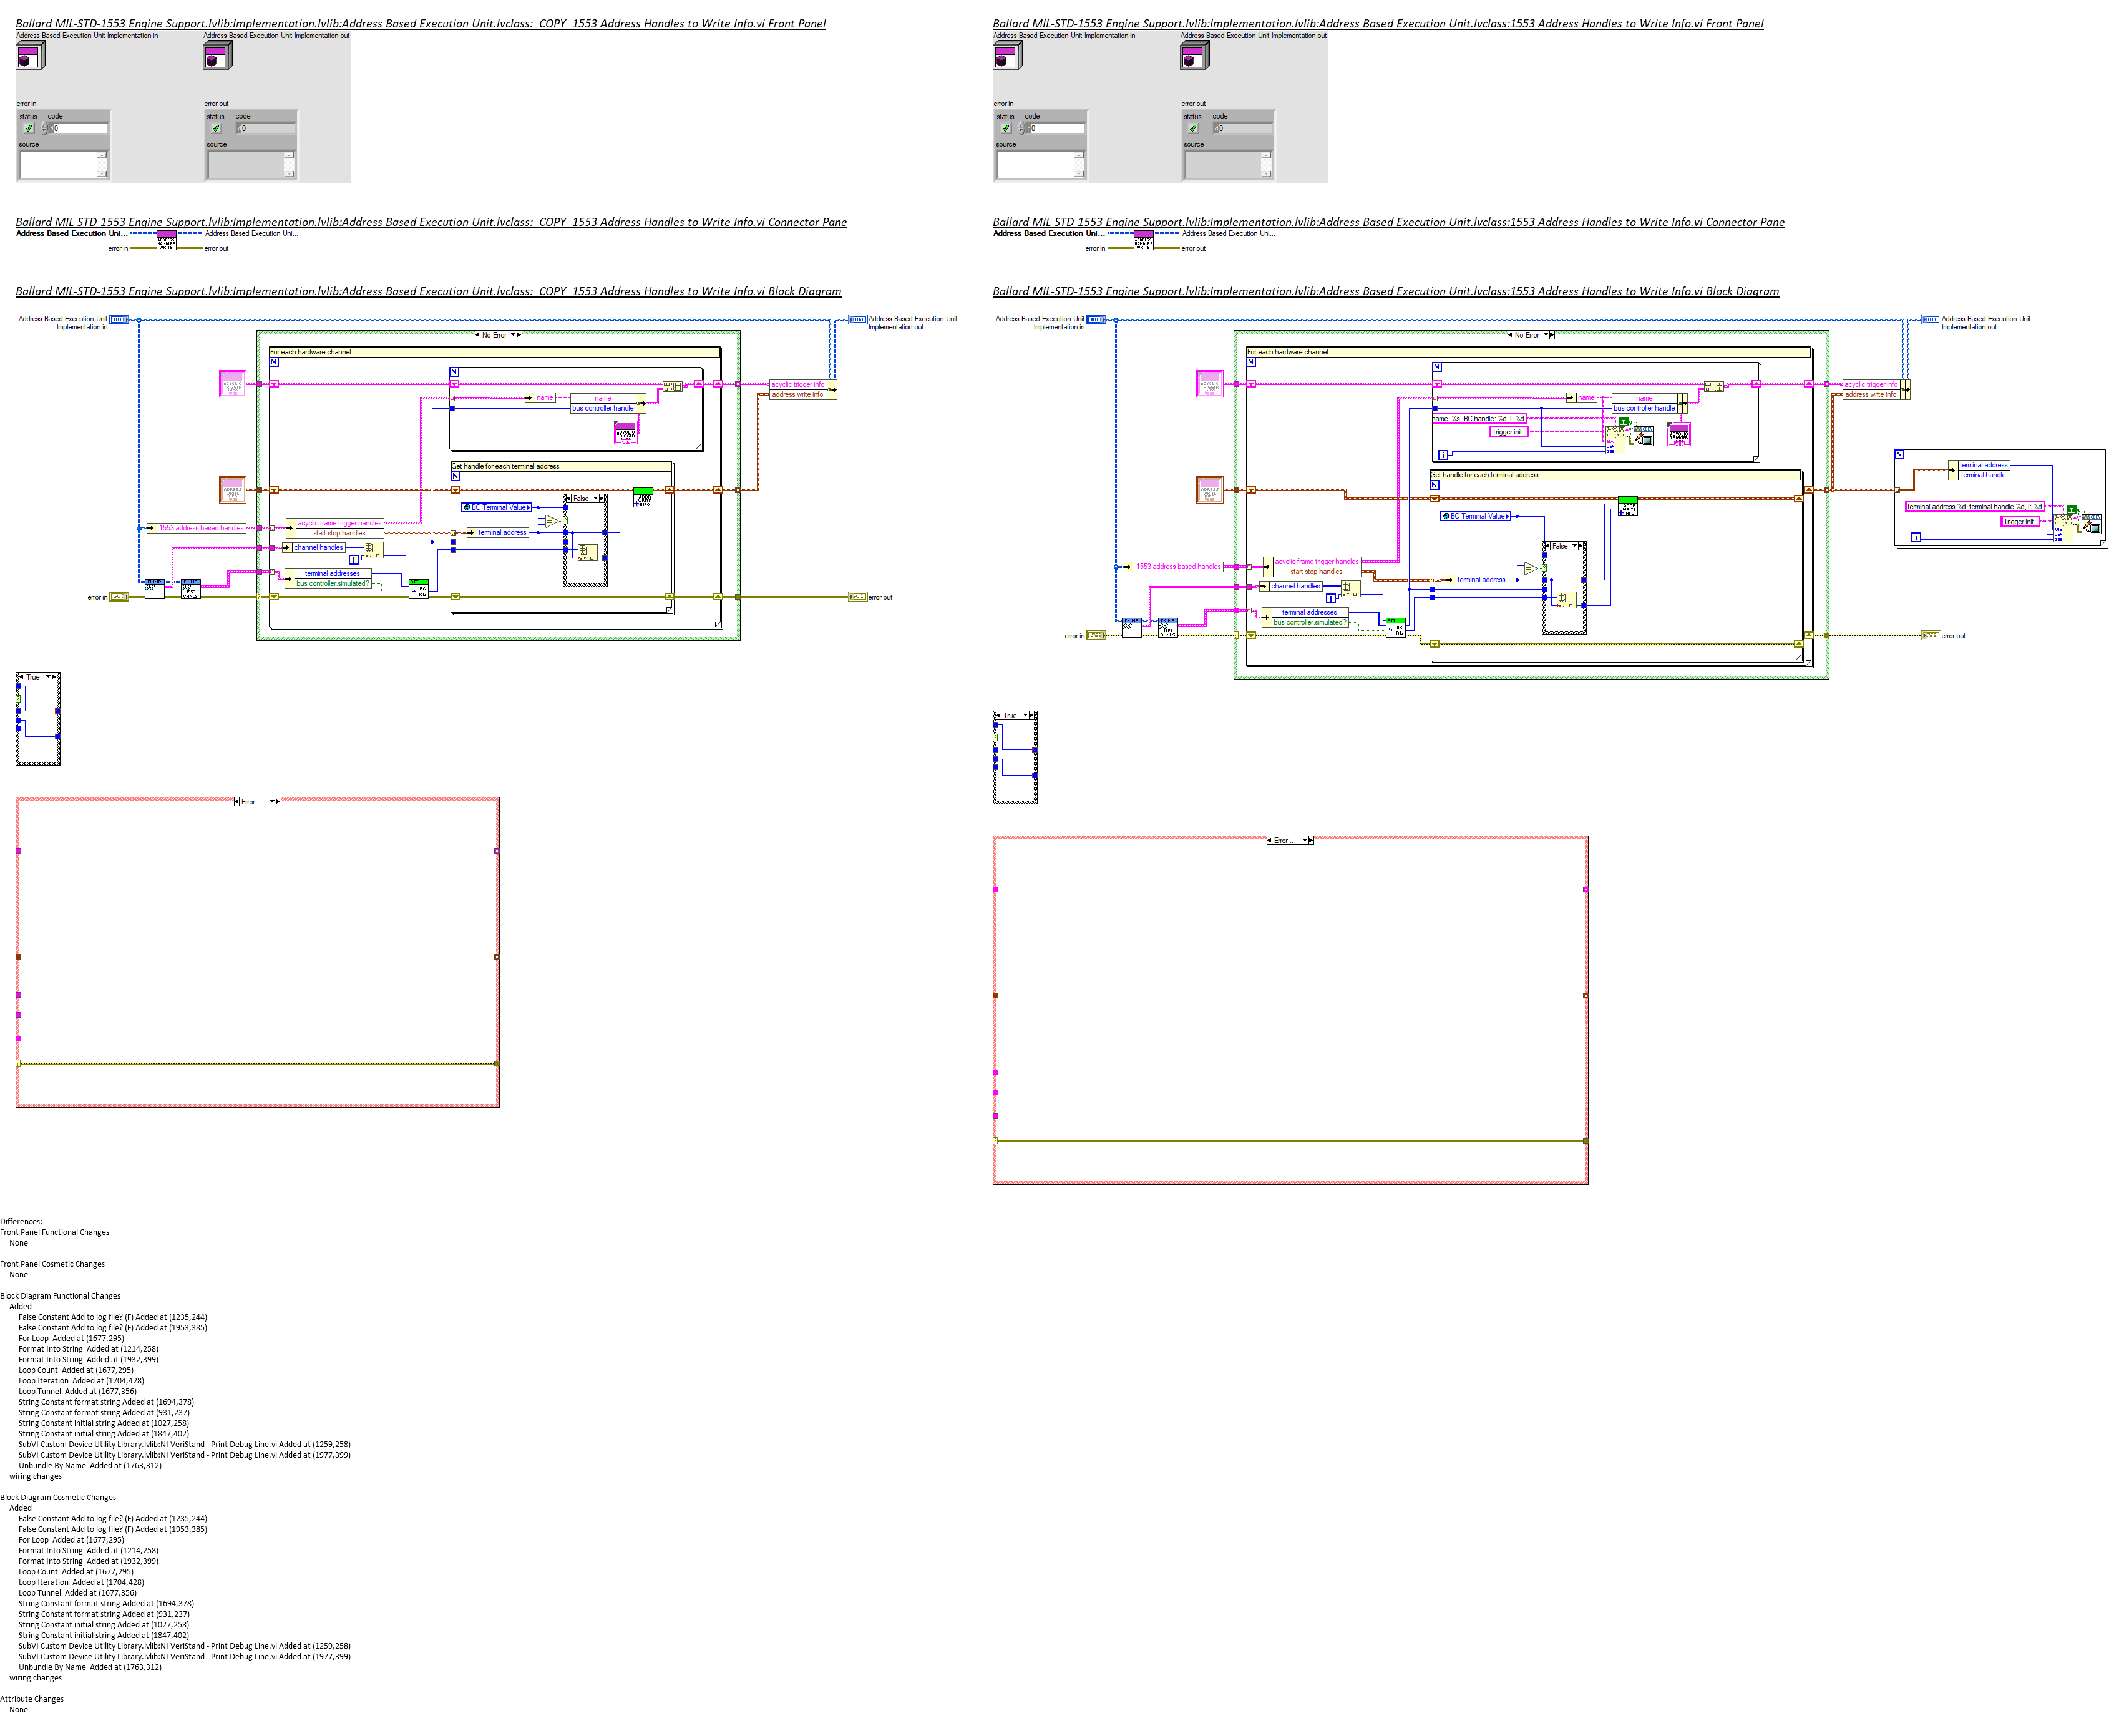 Ballard MIL-STD-1553 Engine Support.lvlib:Implementation.lvlib:Address Based Execution Unit.lvclass:_COPY_1553 Address Handles to Write Info.vi Front Panel
Address Based Execution Unit Implementation in
Address Based Execution Unit Implementation out
error in
error out
status code
0
status code
0
source
source
Ballard MIL-STD-1553 Engine Support.lvlib:Implementation.lvlib:Address Based Execution Unit.lvclass:1553 Address Handles to Write Info.vi Front Panel
Address Based Execution Unit Implementation in
Address Based Execution Unit Implementation out
error in
error out
status code
0
status code
0
source
source
Ballard MIL-STD-1553 Engine Support.lvlib:Implementation.lvlib:Address Based Execution Unit.lvclass:_COPY_1553 Address Handles to Write Info.vi Connector Pane
Address Based Execution Uni...
Address Based Execution Uni...
error in
error out
Ballard MIL-STD-1553 Engine Support.lvlib:Implementation.lvlib:Address Based Execution Unit.lvclass:1553 Address Handles to Write Info.vi Connector Pane
Address Based Execution Uni...
Address Based Execution Uni...
error in
error out
Ballard MIL-STD-1553 Engine Support.lvlib:Implementation.lvlib:Address Based Execution Unit.lvclass:_COPY_1553 Address Handles to Write Info.vi Block Diagram
Address Based Execution Unit
Implementation in
Address Based Execution Unit
Implementation out
No Error
For each hardware channel
N
N
name
name
bus controller handle
acyclic trigger info
address write info
Get handle for each terminal address
N
BC Terminal Value
False
1553 address based handles
acyclic frame trigger handles
start stop handles
terminal address
channel handles
i
terminal addresses
bus controller.simulated?
error in
error out
True
Error
Ballard MIL-STD-1553 Engine Support.lvlib:Implementation.lvlib:Address Based Execution Unit.lvclass:1553 Address Handles to Write Info.vi Block Diagram
Address Based Execution Unit
Implementation in
Address Based Execution Unit
Implementation out
No Error
For each hardware channel
N
N
name
name
bus controller handle
name: %s, BC handle: %d, i: %d
Trigger init:
i
acyclic trigger info
address write info
Get handle for each terminal address
N
BC Terminal Value
False
1553 address based handles
acyclic frame trigger handles
start stop handles
terminal address
channel handles
i
terminal addresses
bus controller.simulated?
N
terminal address
terminal handle
terminal address %d, terminal handle %d, i: %d
Trigger init:
i
error in
error out
True
Error
Differences:
Front Panel Functional Changes
None
Front Panel Cosmetic Changes
None
Block Diagram Functional Changes
Added
False Constant Add to log file? (F) Added at (1235,244)
False Constant Add to log file? (F) Added at (1953,385)
For Loop Added at (1677,295)
Format Into String Added at (1214,258)
Format Into String Added at (1932,399)
Loop Count Added at (1677,295)
Loop Iteration Added at (1704,428)
Loop Tunnel Added at (1677,356)
String Constant format string Added at (1694,378)
String Constant format string Added at (931,237)
String Constant initial string Added at (1027,258)
String Constant initial string Added at (1847,402)
SubVI Custom Device Utility Library.lvlib:NI VeriStand - Print Debug Line.vi Added at (1259,258)
SubVI Custom Device Utility Library.lvlib:NI VeriStand - Print Debug Line.vi Added at (1977,399)
Unbundle By Name Added at (1763,312)
wiring changes
Block Diagram Cosmetic Changes
Added
False Constant Add to log file? (F) Added at (1235,244)
False Constant Add to log file? (F) Added at (1953,385)
For Loop Added at (1677,295)
Format Into String Added at (1214,258)
Format Into String Added at (1932,399)
Loop Count Added at (1677,295)
Loop Iteration Added at (1704,428)
Loop Tunnel Added at (1677,356)
String Constant format string Added at (1694,378)
String Constant format string Added at (931,237)
String Constant initial string Added at (1027,258)
String Constant initial string Added at (1847,402)
SubVI Custom Device Utility Library.lvlib:NI VeriStand - Print Debug Line.vi Added at (1259,258)
SubVI Custom Device Utility Library.lvlib:NI VeriStand - Print Debug Line.vi Added at (1977,399)
Unbundle By Name Added at (1763,312)
wiring changes
Attribute Changes
None